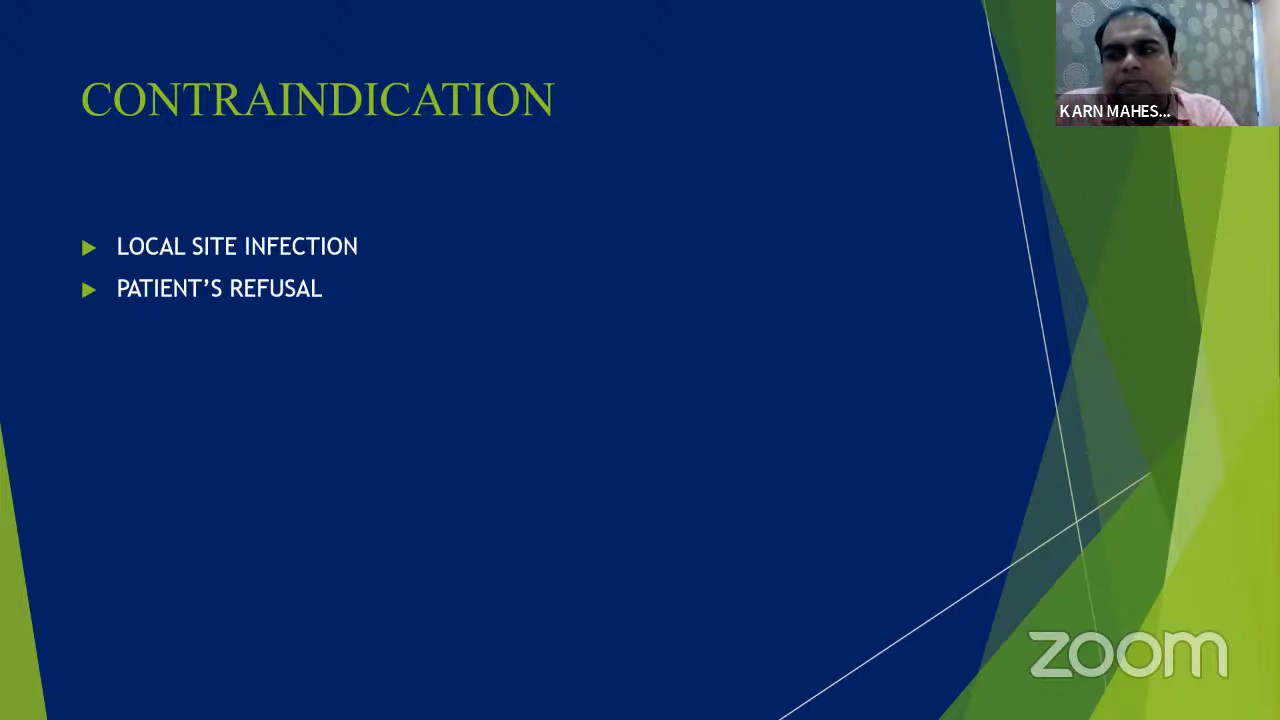 CONTRAINDICATION
KARN MAHES...
LOCAL SITE INFECTION
PATIENT’S REFUSAL
zoom